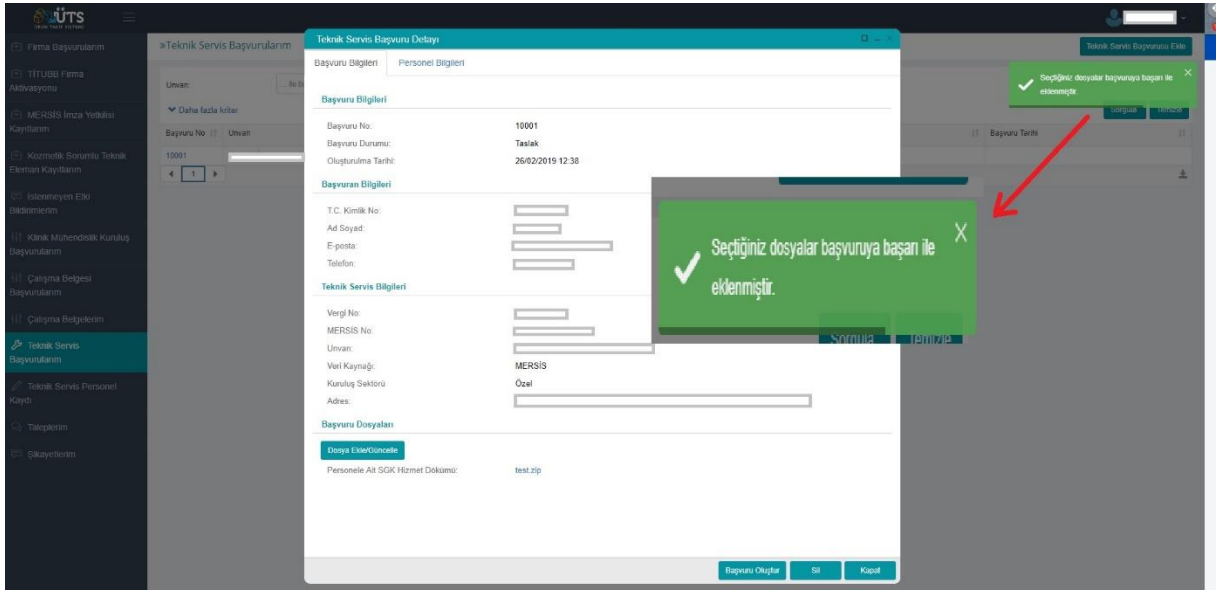 ÜTS
ÜRÜN TAKİP SİSTEMİ
Firma Başvurularım
TİTUBB Firma
Aktivasyonu
MERSİS İmza Yetkilisi
Kayıtlarım
Kozmetik Sorumlu Teknik
Eleman Kayıtlarım
İstenmeyen Etki
Bildirimlerim
Klinik Mühendislik Kuruluş
Başvurularım
Çalışma Belgesi
Başvurularım
Çalışma Belgelerim
Teknik Servis
Başvurularım
Teknik Servis Personel
Kaydı
Taleplerim
Şikayetlerim
»Teknik Servis Başvurularım
Teknik Servis Başvurusu Ekle
Unvan:
Daha fazla kriter
Sorgula Temizle
Başvuru No Unvan Başvuru Tarihi
10001
1
Teknik Servis Başvuru Detayı
Başvuru Bilgileri Personel Bilgileri
Başvuru Bilgileri
Başvuru No: 10001
Başvuru Durumu: Taslak
Oluşturulma Tarihi: 26/02/2019 12:38
Başvuran Bilgileri
T.C. Kimlik No:
Ad Soyad:
E-posta:
Telefon:
Teknik Servis Bilgileri
Vergi No:
MERSİS No:
Unvan:
Veri Kaynağı: MERSİS
Kuruluş Sektörü Özel
Adres:
Başvuru Dosyaları
Dosya Ekle/Güncelle
Personele Ait SGK Hizmet Dökümü: test.zip
Başvuru Oluştur Sil Kapat
Seçtiğiniz dosyalar başvuruya başarı ile
eklenmiştir.
Seçtiğiniz dosyalar başvuruya başarı ile
eklenmiştir.
Sorgula Temizle